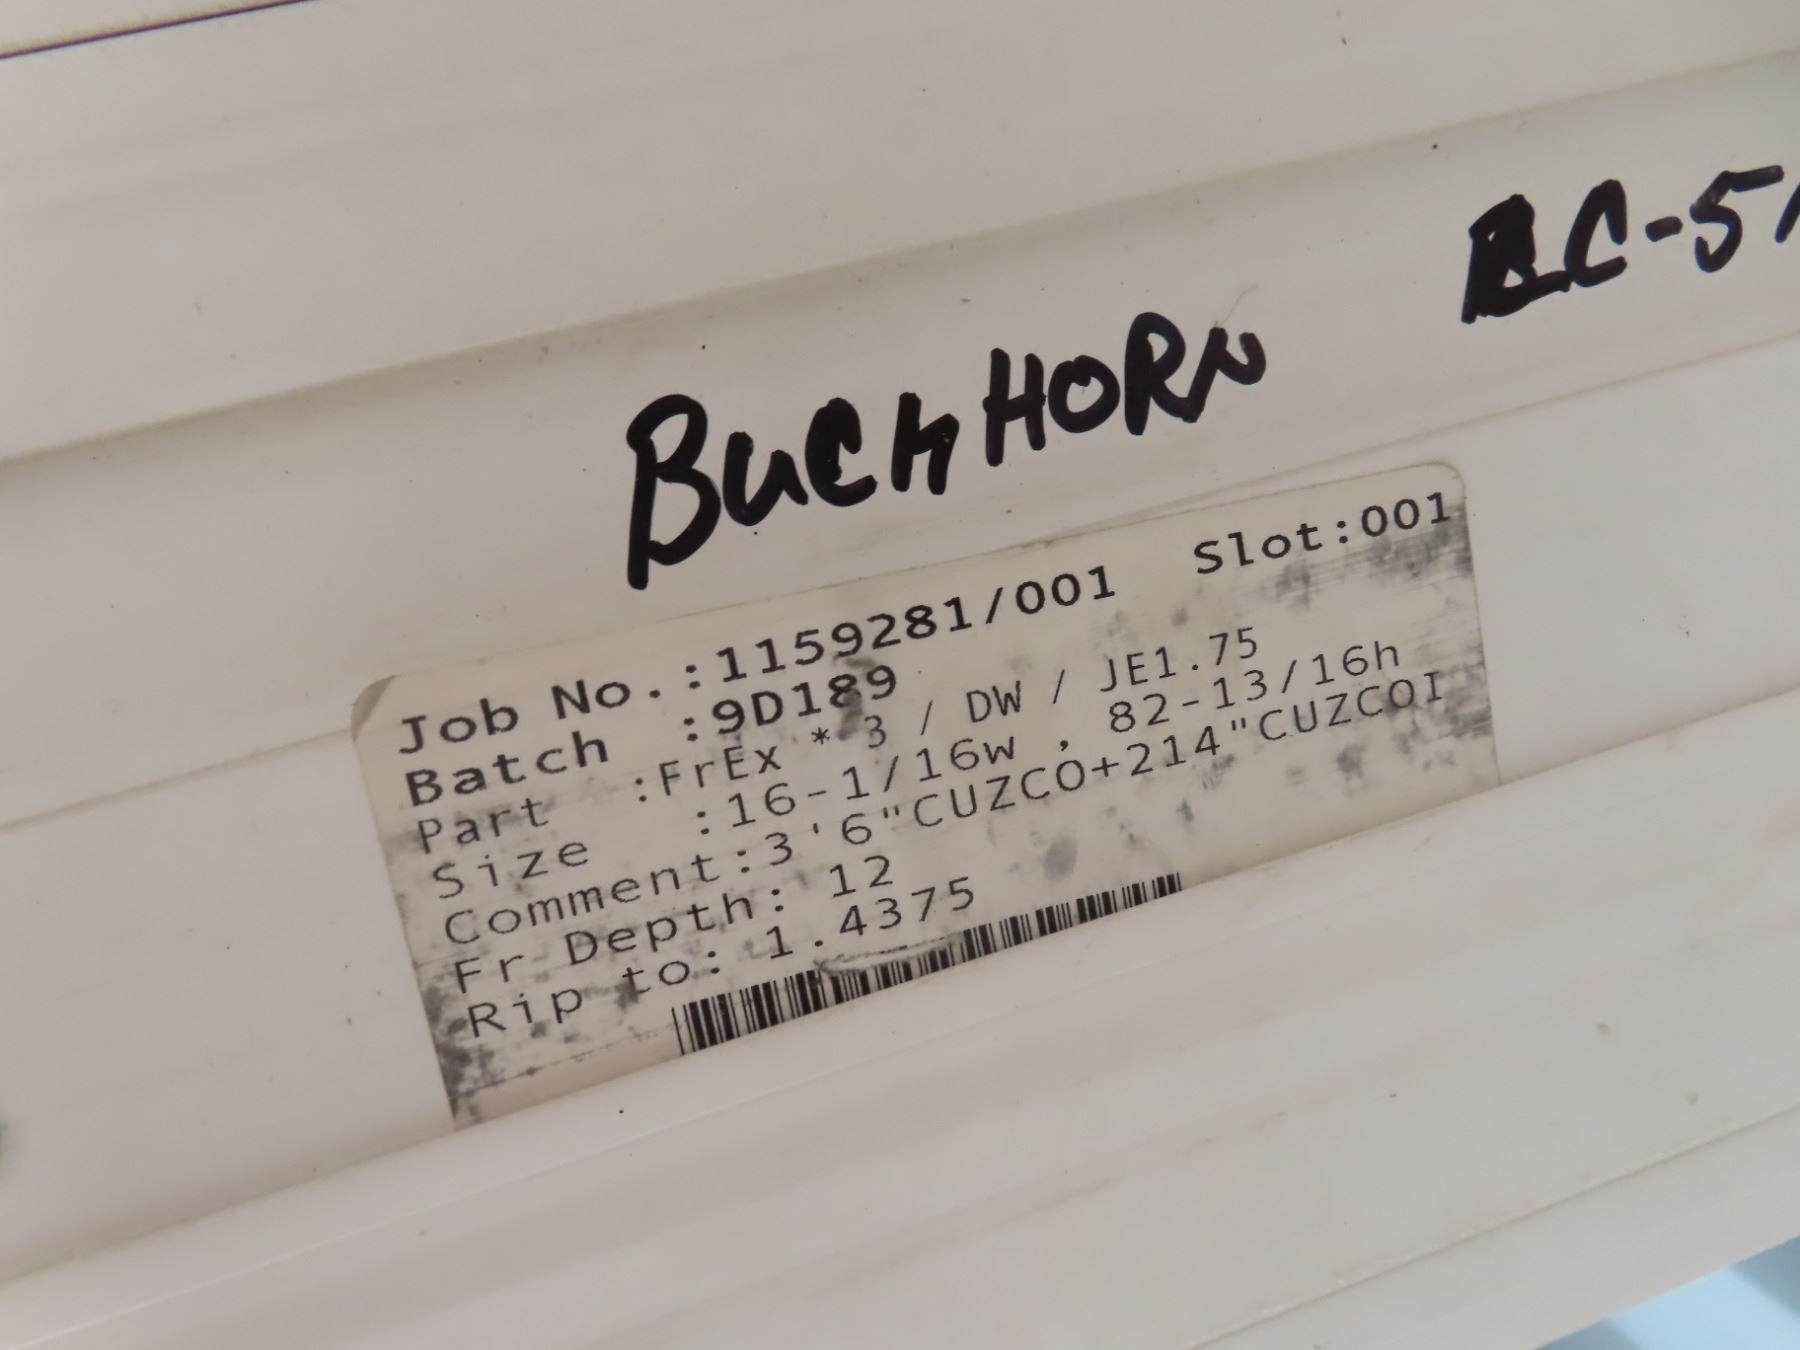 BUCKHORN
Job No.:1159281/001 Slot:001
Batch :9D189
Part :FrEx * 3 / DW / JE1.75
Size :16-1/16w , 82-13/16h
Comment:3'6"CUZCO+214"CUZCOI
Fr Depth: 12
Rip to: 1.4375